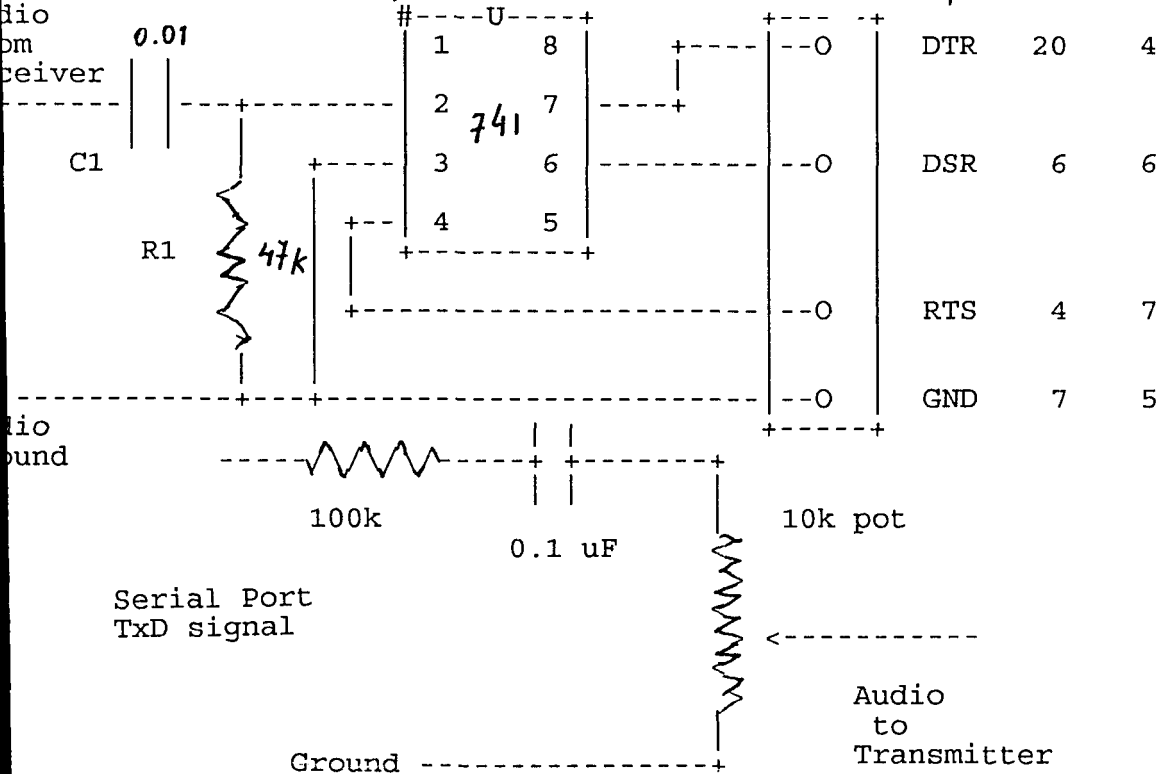 0.01
#----U----+
1 8
DTR 20 4
2 7
741
C1
3 6
DSR 6 6
4 5
R1
47k
RTS 4 7
GND 7 5
100k
10k pot
0.1 uF
Serial Port
TxD signal
Audio
to
Transmitter
Ground